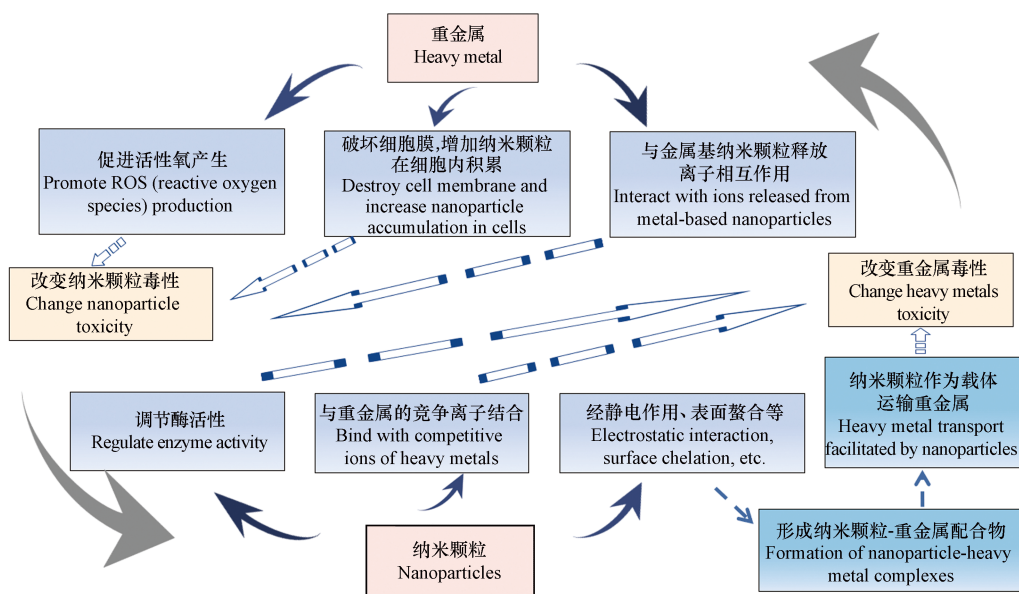 重金属
Heavy metal
促进活性氧产生
Promote ROS (reactive oxygen
species) production
破坏细胞膜,增加纳米颗粒
在细胞内积累
Destroy cell membrane and
increase nanoparticle
accumulation in cells
与金属基纳米颗粒释放
离子相互作用
Interact with ions released from
metal-based nanoparticles
改变纳米颗粒毒性
Change nanoparticle
toxicity
改变重金属毒性
Change heavy metals
toxicity
调节酶活性
Regulate enzyme activity
与重金属的竞争离子结合
Bind with competitive
ions of heavy metals
经静电作用、表面螯合等
Electrostatic interaction,
surface chelation, etc.
纳米颗粒作为载体
运输重金属
Heavy metal transport
facilitated by nanoparticles
纳米颗粒
Nanoparticles
形成纳米颗粒-重金属配合物
Formation of nanoparticle-heavy
metal complexes